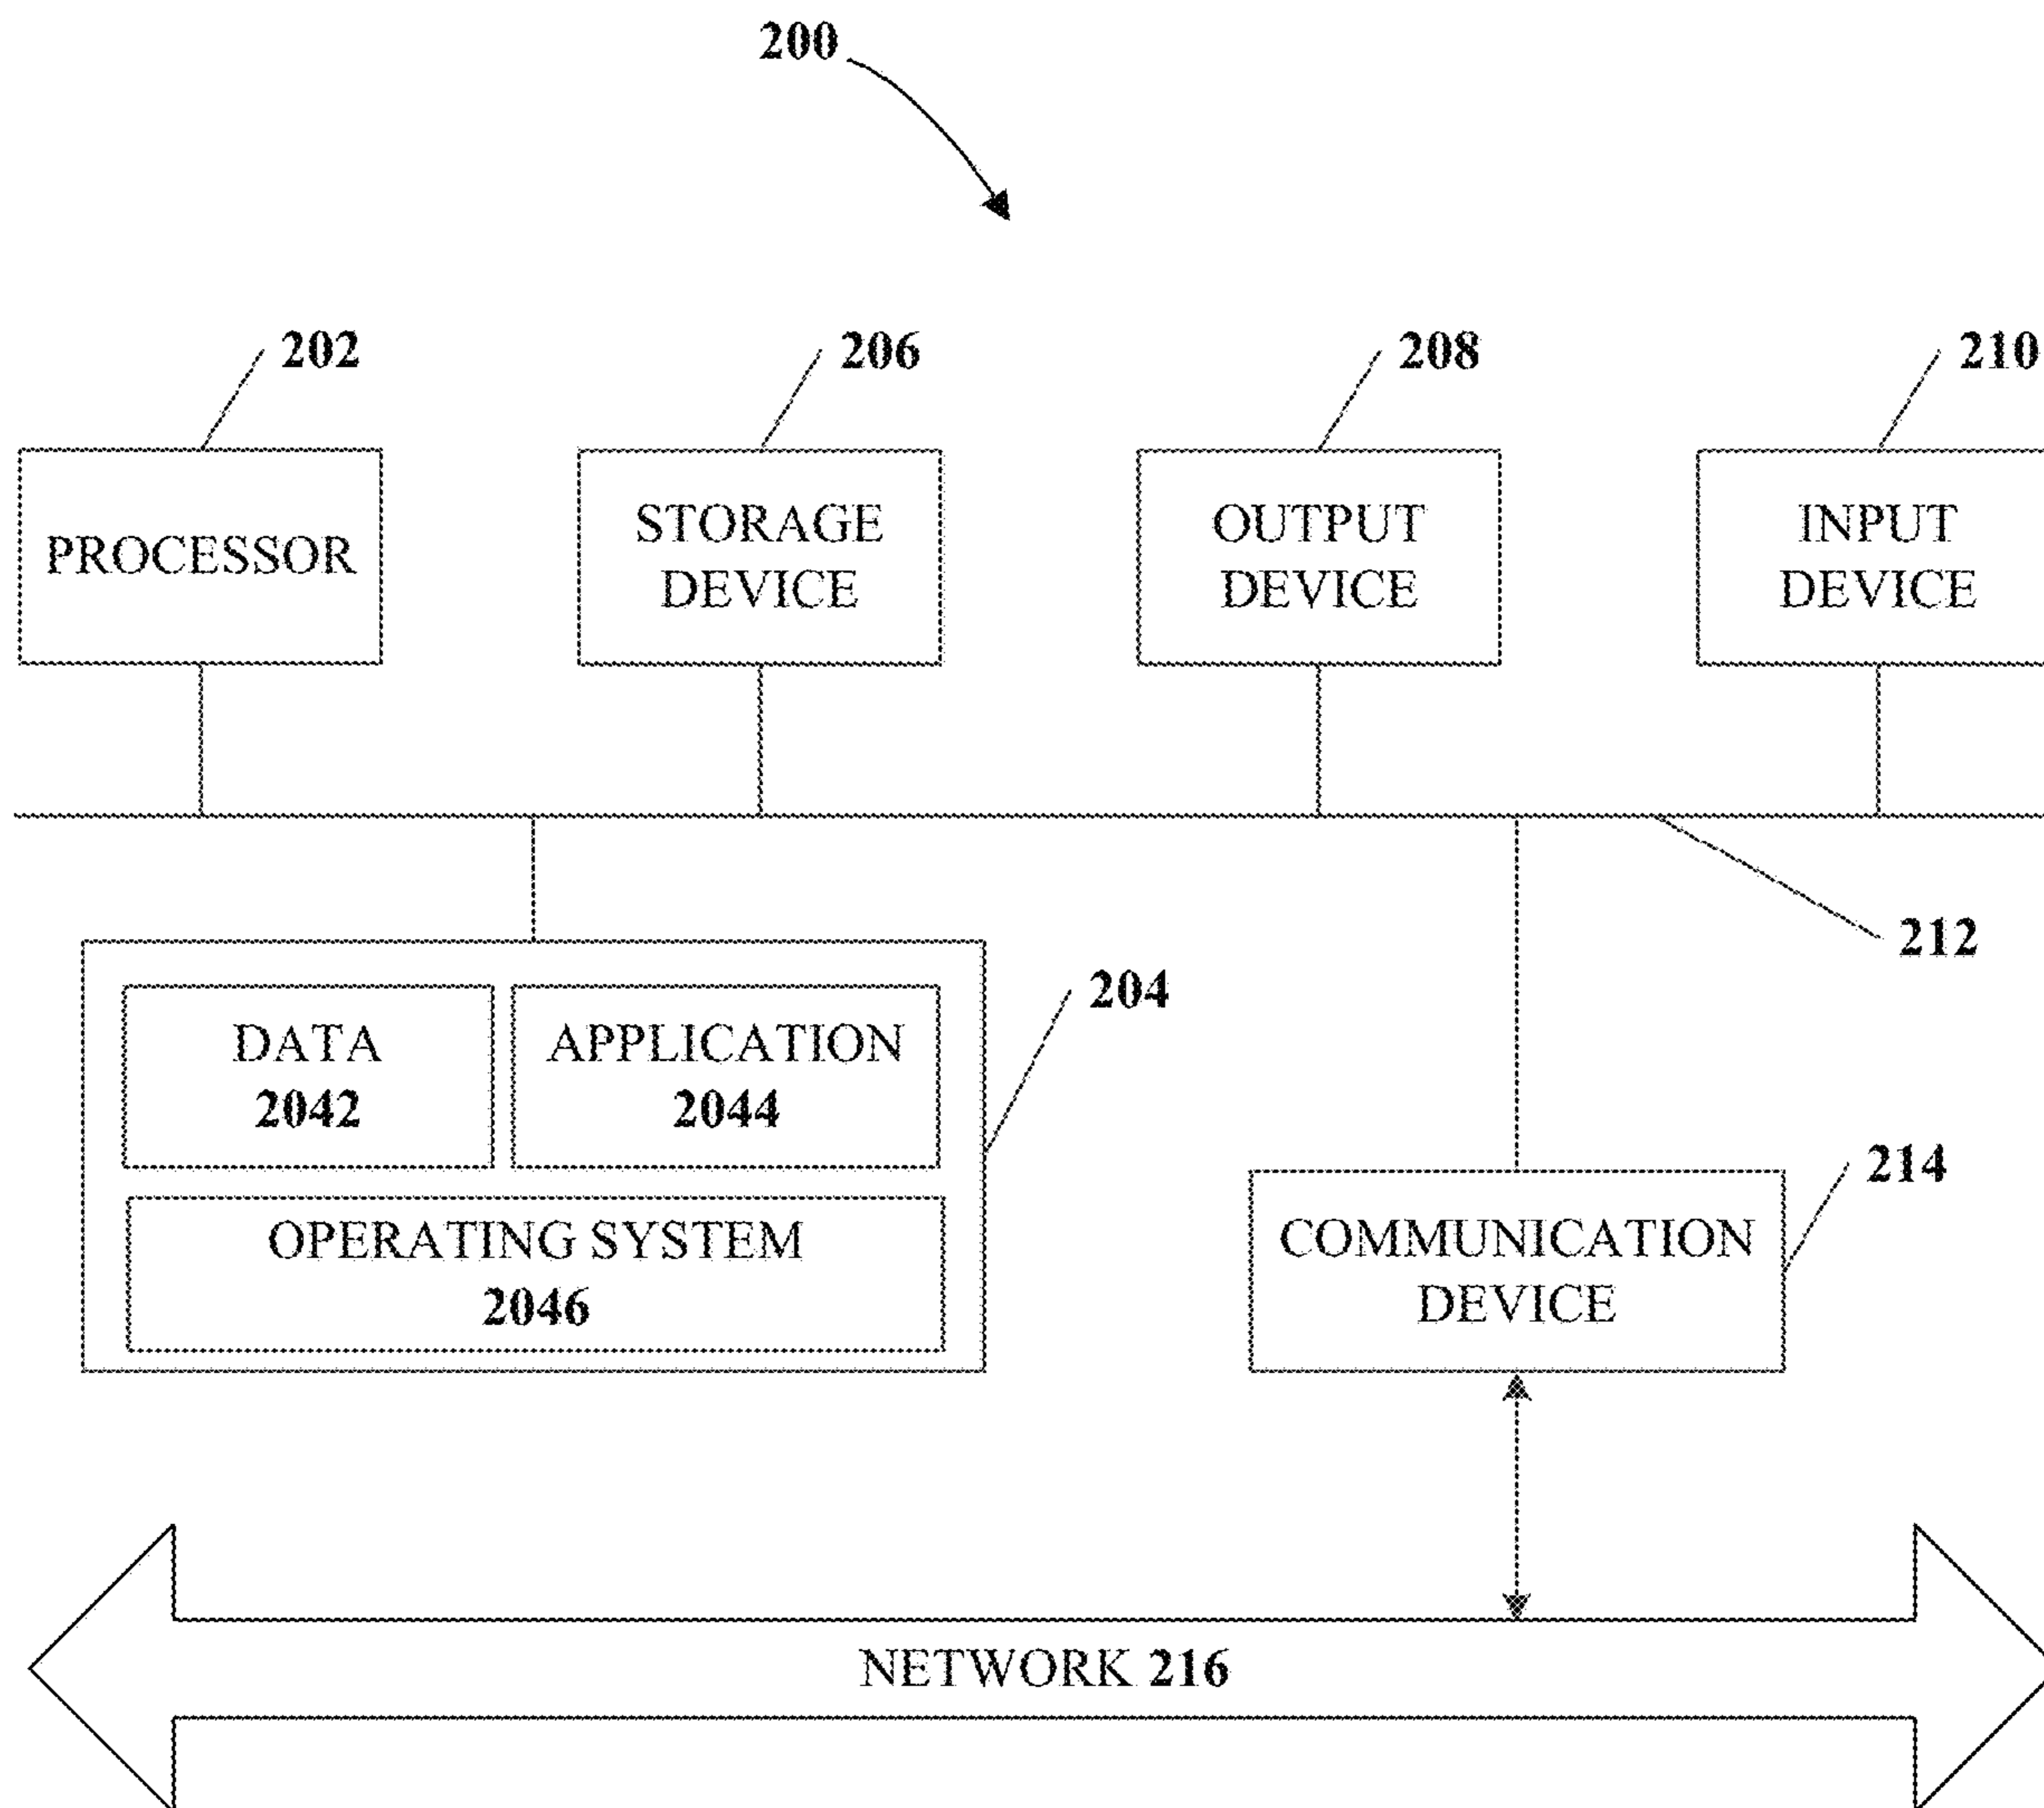 200
202
206
208
210
PROCESSOR
STORAGE
DEVICE
OUTPUT
DEVICE
INPUT
DEVICE
212
204
DATA
2042
APPLICATION
2044
OPERATING SYSTEM
2046
214
COMMUNICATION
DEVICE
NETWORK 216